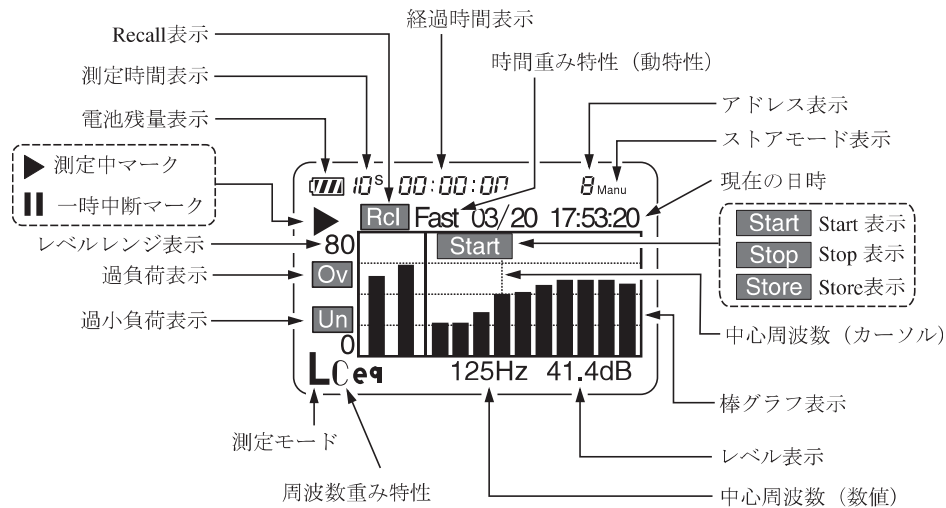 経過時間表示
Recall表示
時間重み特性（動特性）
測定時間表示
アドレス表示
電池残量表示
ストアモード表示
測定中マーク
一時中断マーク
現在の日時
10s 00:00:00 8 Manu
Rcl Fast 03/20 17:53:20
レベルレンジ表示
80
Start
Start Start 表示
Stop Stop 表示
Store Store表示
過負荷表示
Ov
過小負荷表示
Un
0
中心周波数（カーソル）
LCeq 125Hz 41.4dB
棒グラフ表示
測定モード
レベル表示
周波数重み特性
中心周波数（数値）